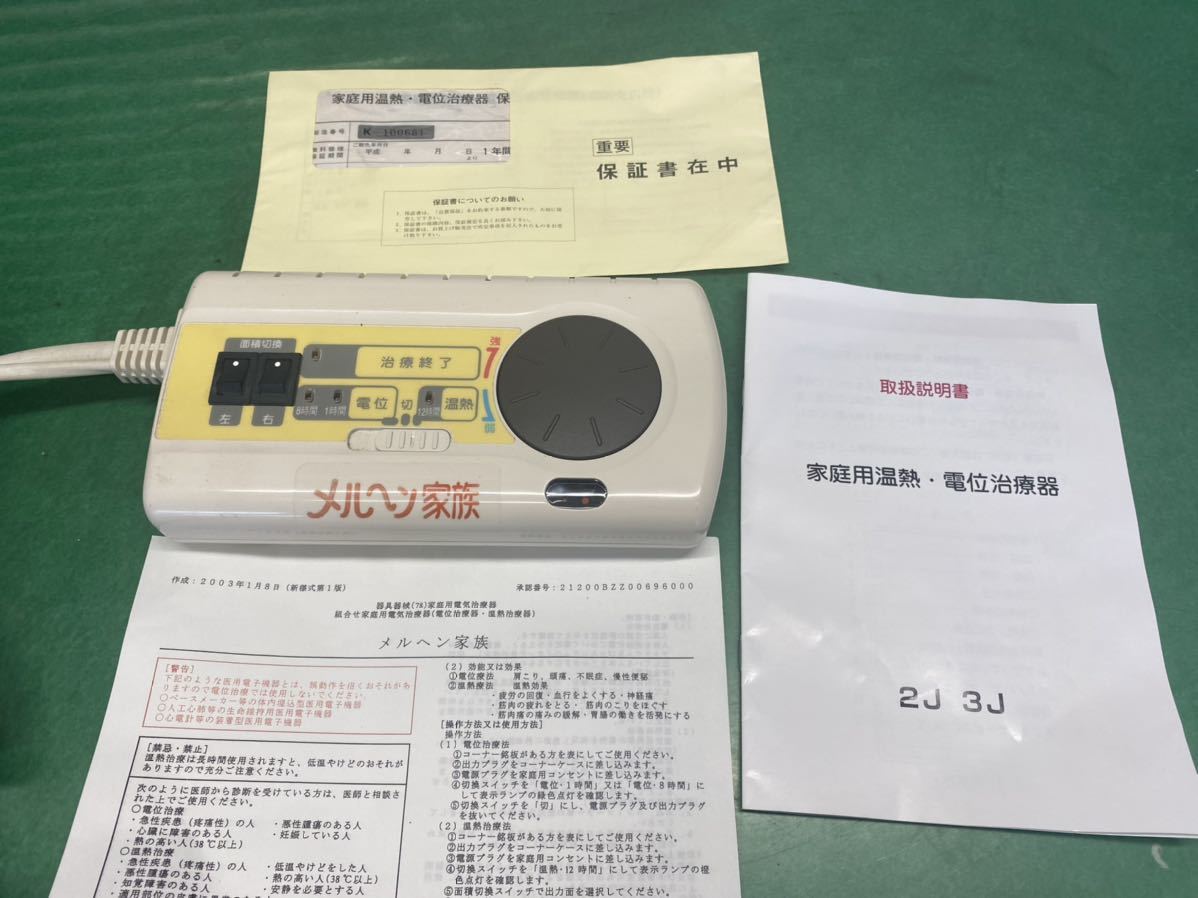 家庭用温熱・電位治療器 保
製造番号 K-100681
無料修理
保証期間
平成 年 月 日 より 1年間
重要
保証書在中
保証書についてのお願い
面積切換
左 右
治療終了
8時間 1時間 電位 切 12時間 温熱
強
7
1
弱
メルヘン家族
取扱説明書
家庭用温熱・電位治療器
2J 3J
作成:2003年1月8日(新様式第1版)
承認番号:21200BZZ00696000
器具器械(78)家庭用電気治療器
組合せ家庭用電気治療器(電位治療器・温熱治療器)
メルヘン家族
[警告]
下記のような医用電子機器とは、誤動作を招くおそれがあ
りますので電位治療では使用しないでください。
○ペースメーカー等の体内埋込型医用電子機器
○人工心肺等の生命維持用医用電子機器
○心電計等の装着型医用電子機器
[禁忌・禁止]
温熱治療は長時間使用されますと、低温やけどのおそれが
ありますので充分ご注意ください。
次のように医師から診断を受けている方は、医師と相談さ
れた上でご使用ください。
○電位治療
・急性疾患(疼痛性)の人 ・悪性腫瘍のある人
・心臓に障害のある人 ・妊娠している人
・熱の高い人(38℃以上)
○温熱治療
・急性疾患(疼痛性)の人 ・低温やけどをした人
・悪性腫瘍のある人 ・熱の高い人(38℃以上)
・知覚障害のある人 ・安静を必要とする人
(2)効能又は効果
①電位療法 肩こり、頭痛、不眠症、慢性便秘
②温熱療法 温熱効果
・疲労の回復・血行をよくする・神経痛
・筋肉の疲れをとる・ 筋肉のこりをほぐす
・筋肉痛の痛みの緩解・胃腸の働きを活発にする
[操作方法又は使用方法]
操作方法
(1)電位治療法
①コーナー銘板がある方を表にしてご使用ください。
②出力プラグをコーナーケースに差し込みます。
③電源プラグを家庭用コンセントに差し込みます。
④切換スイッチを「電位・1時間」又は「電位・8時間」に
して表示ランプの緑色点灯を確認します。
⑤切換スイッチを「切」にし、電源プラグ及び出力プラグ
を抜いてください。
(2)温熱治療法
①コーナー銘板がある方を表にしてご使用ください。
②出力プラグをコーナーケースに差し込みます。
③電源プラグを家庭用コンセントに差し込みます。
④切換スイッチを「温熱・12時間」にして表示ランプの橙
色点灯を確認します。
⑤面積切換スイッチで出力面を選択してください。